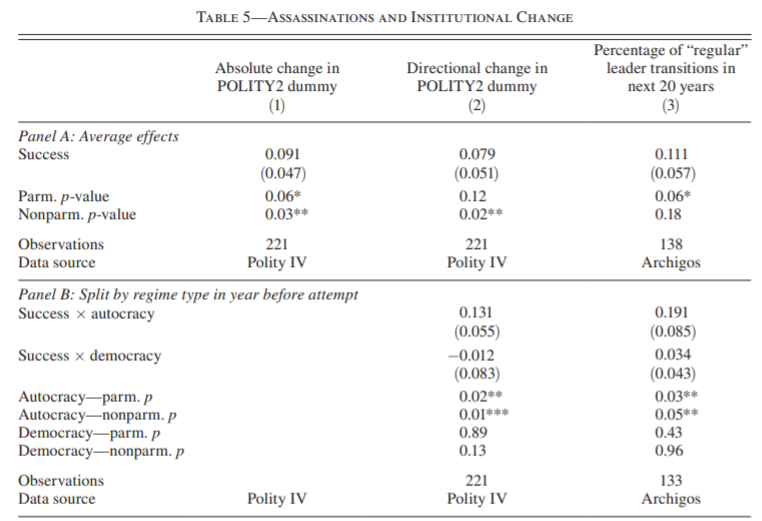 TABLE 5—ASSASSINATIONS AND INSTITUTIONAL CHANGE
Absolute change in POLITY2 dummy (1)
Directional change in POLITY2 dummy (2)
Percentage of “regular” leader transitions in next 20 years (3)
Panel A: Average effects
Success 0.091 0.079 0.111
(0.047) (0.051) (0.057)
Parm. p-value 0.06* 0.12 0.06*
Nonparm. p-value 0.03** 0.02** 0.18
Observations 221 221 138
Data source Polity IV Polity IV Archigos
Panel B: Split by regime type in year before attempt
Success × autocracy 0.131 0.191
(0.055) (0.085)
Success × democracy −0.012 0.034
(0.083) (0.043)
Autocracy—parm. p 0.02** 0.03**
Autocracy—nonparm. p 0.01*** 0.05**
Democracy—parm. p 0.89 0.43
Democracy—nonparm. p 0.13 0.96
Observations 221 133
Data source Polity IV Polity IV Archigos